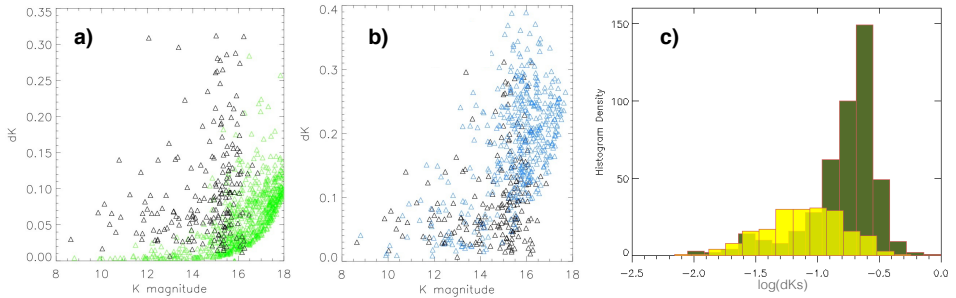 a)
0.35
0.30
0.25
0.20
0.15
0.10
0.05
0.00
dK
8 10 12 14 16 18
K magnitude
b)
0.4
0.3
0.2
0.1
0.0
dK
8 10 12 14 16 18
K magnitude
c)
150
100
50
0
Histogram Density
-2.5 -2.0 -1.5 -1.0 -0.5 0.0
log(dKs)